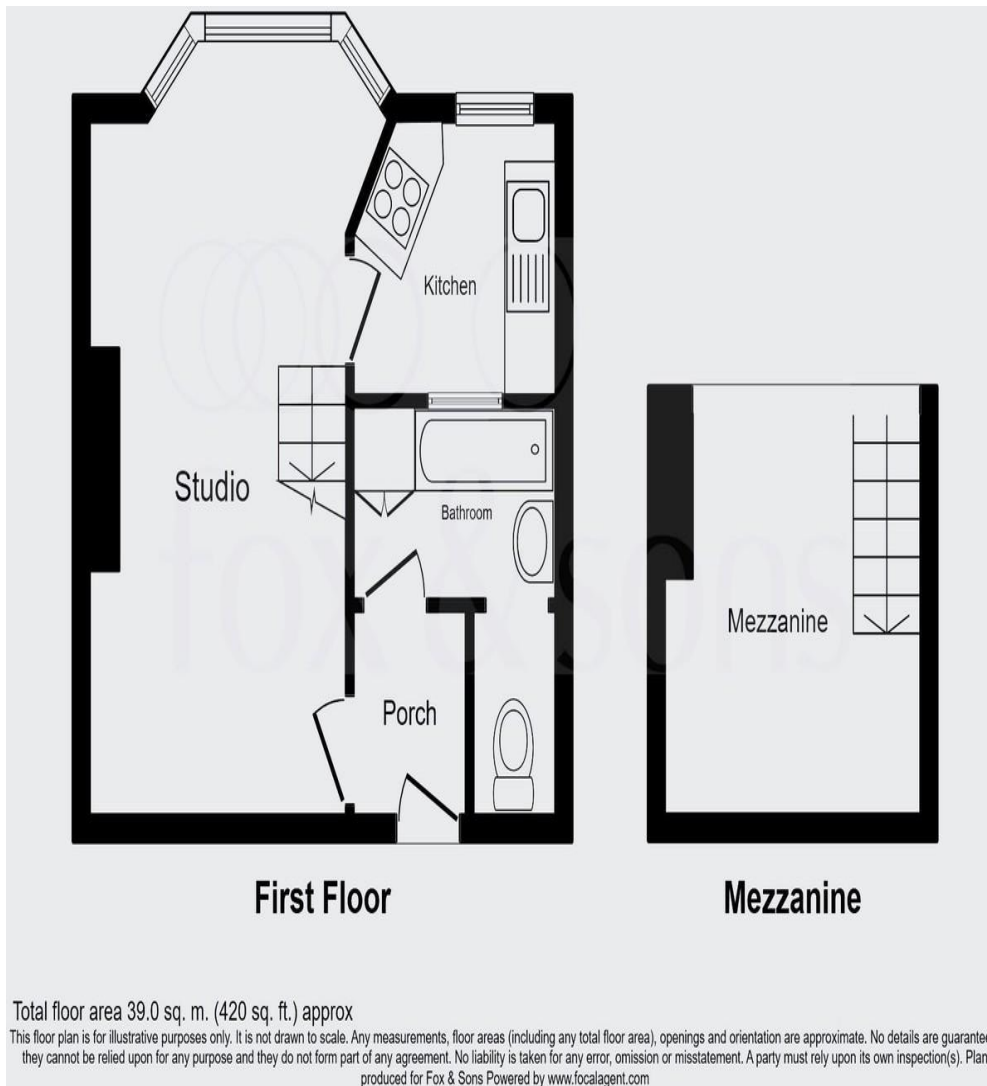 Kitchen
Studio
Bathroom
fox & sons
Mezzanine
Porch
First Floor
Mezzanine
Total floor area 39.0 sq. m. (420 sq. ft.) approx
This floor plan is for illustrative purposes only. It is not drawn to scale. Any measurements, floor areas (including any total floor area), openings and orientation are approximate. No details are guarantee
they cannot be relied upon for any purpose and they do not form part of any agreement. No liability is taken for any error, omission or misstatement. A party must rely upon its own inspection(s). Plan
produced for Fox & Sons Powered by www.focalagent.com